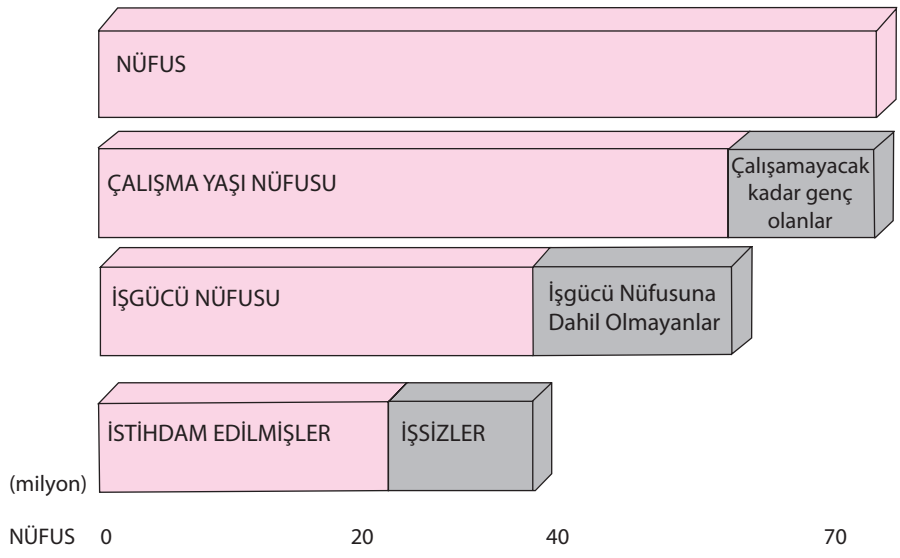 NÜFUS
ÇALIŞMA YAŞI NÜFUSU
Çalışamayacak
kadar genç
olanlar
İŞGÜCÜ NÜFUSU
İşgücü Nüfusuna
Dahil Olmayanlar
İSTİHDAM EDİLMİŞLER
İŞSİZLER
(milyon)
NÜFUS 0 20 40 70